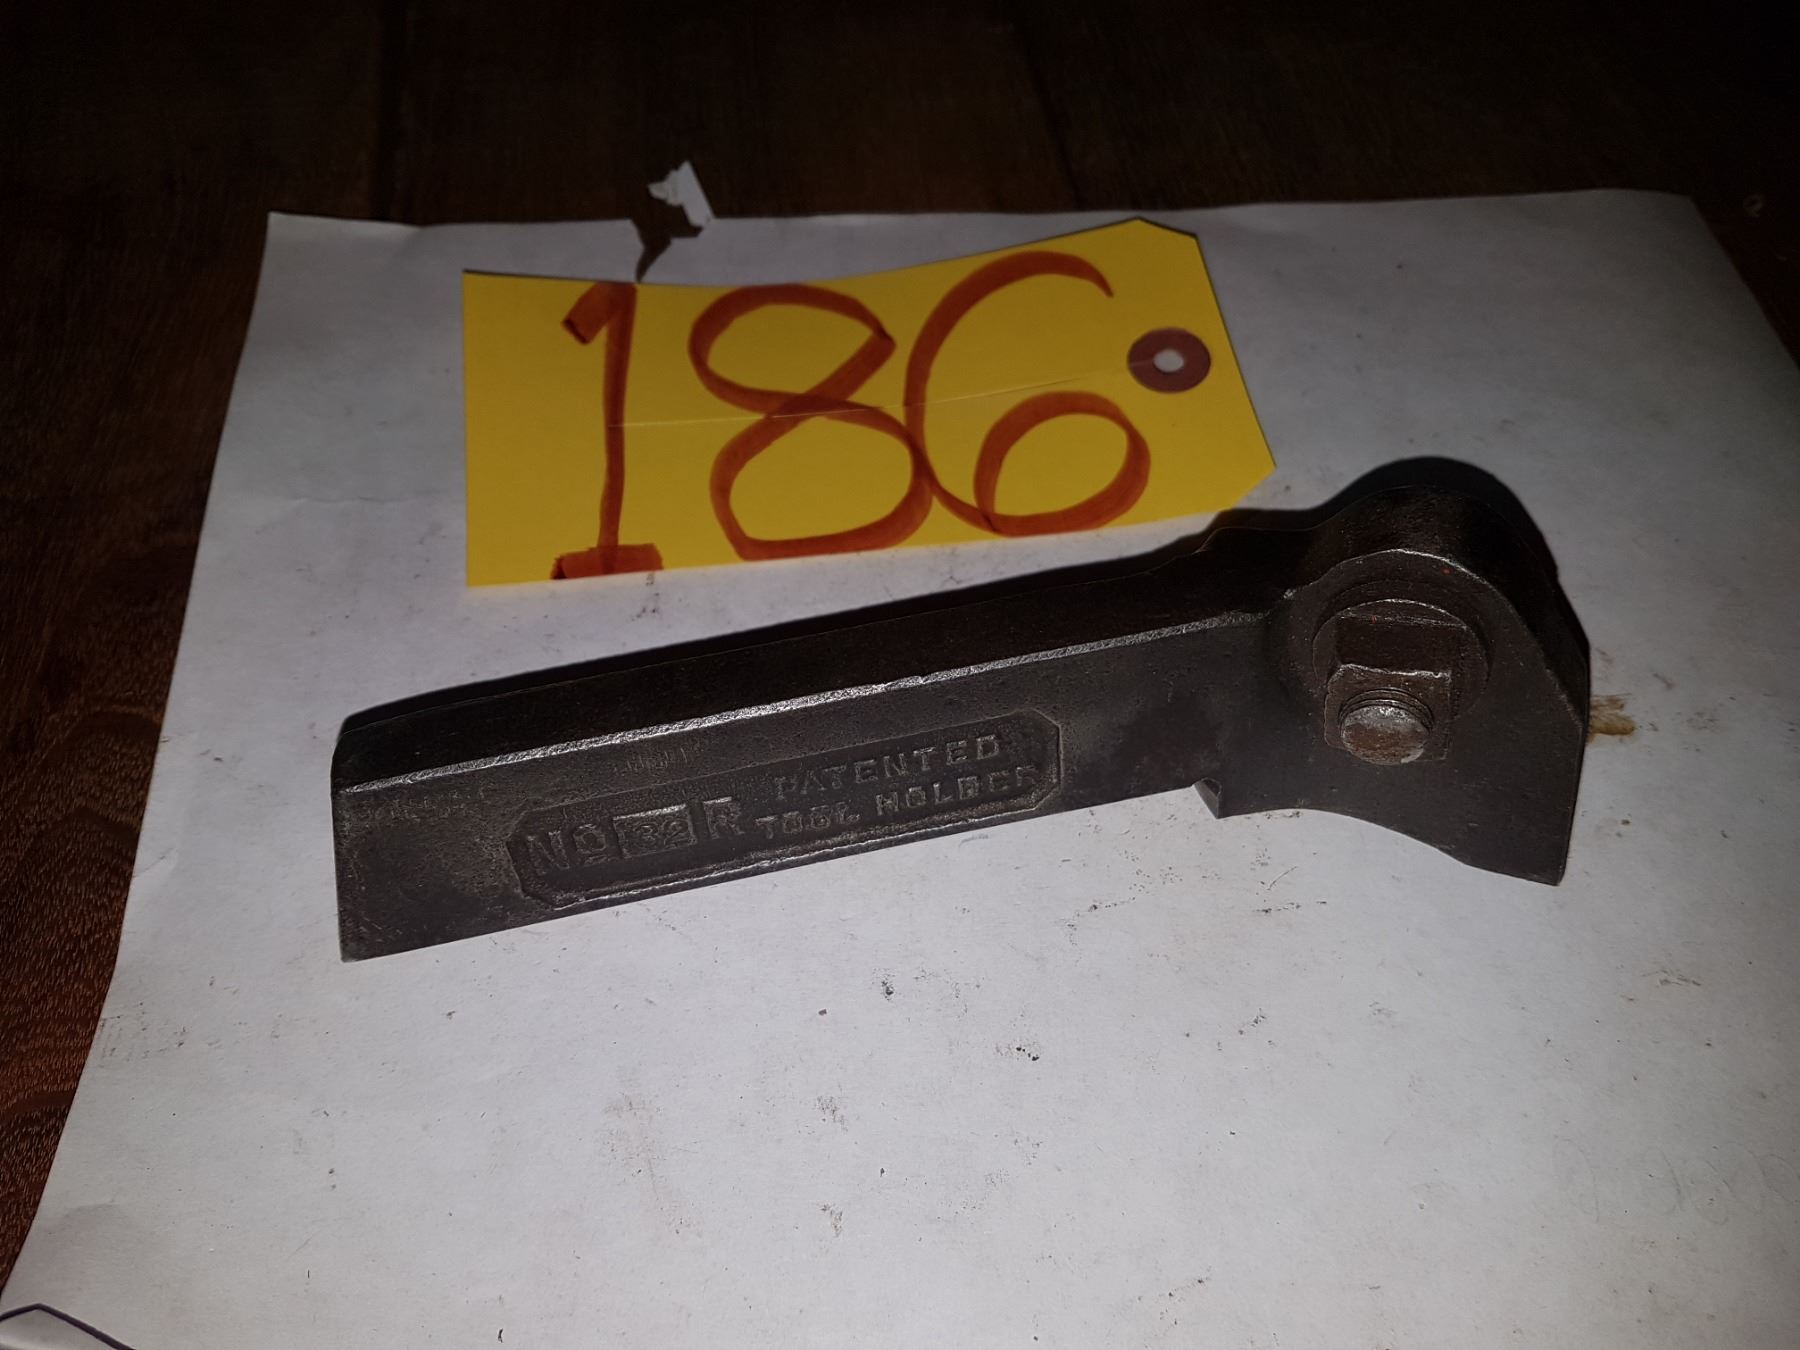 186
PATENTED
No 32 R TOOL HOLDER